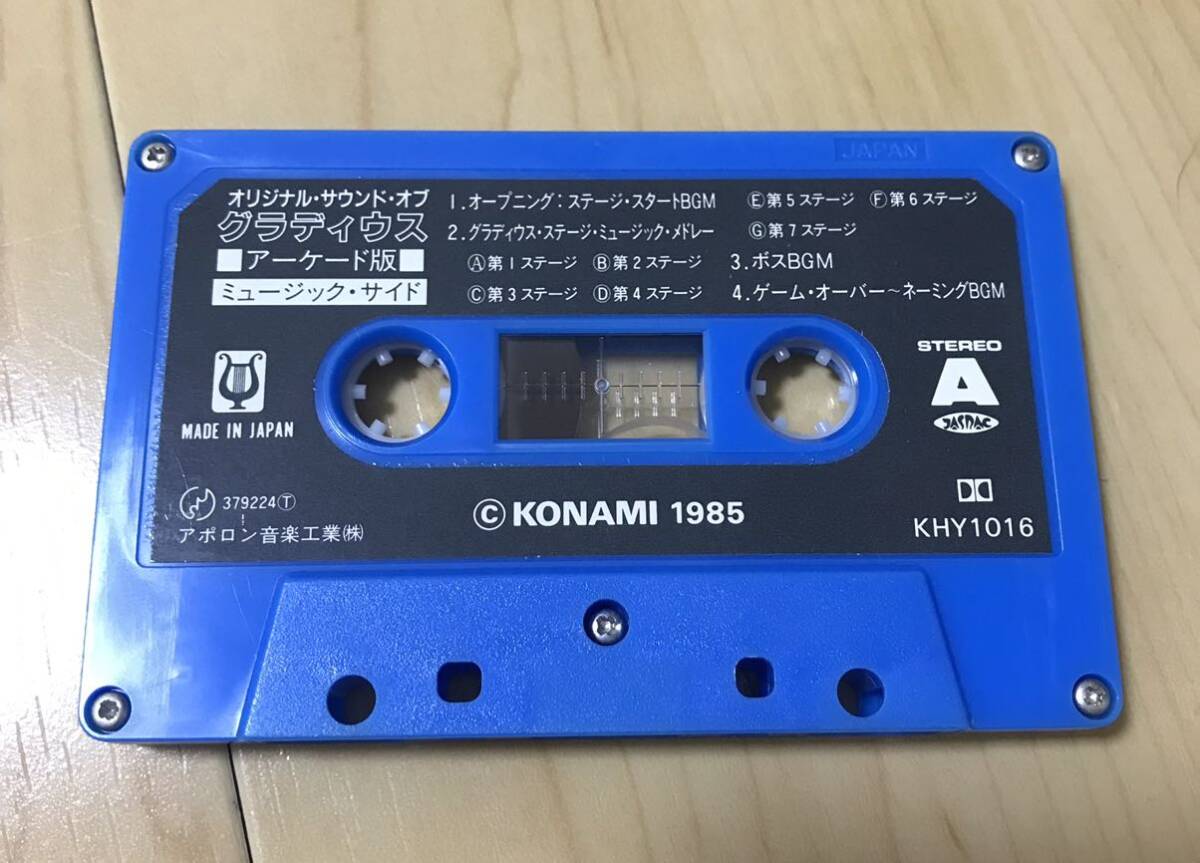 JAPAN
オリジナル・サウンド・オブ
グラディウス
■アーケード版■
ミュージック・サイド
1.オープニング:ステージ・スタートBGM
2.グラディウス・ステージ・ミュージック・メドレー
Ⓐ第1ステージ Ⓑ第2ステージ
Ⓒ第3ステージ Ⓓ第4ステージ
Ⓔ第5ステージ Ⓕ第6ステージ
Ⓖ第7ステージ
3.ボスBGM
4.ゲーム・オーバー〜ネーミングBGM
MADE IN JAPAN
STEREO
A
JASRAC
379224Ⓣ
アポロン音楽工業㈱
©KONAMI 1985
KHY1016